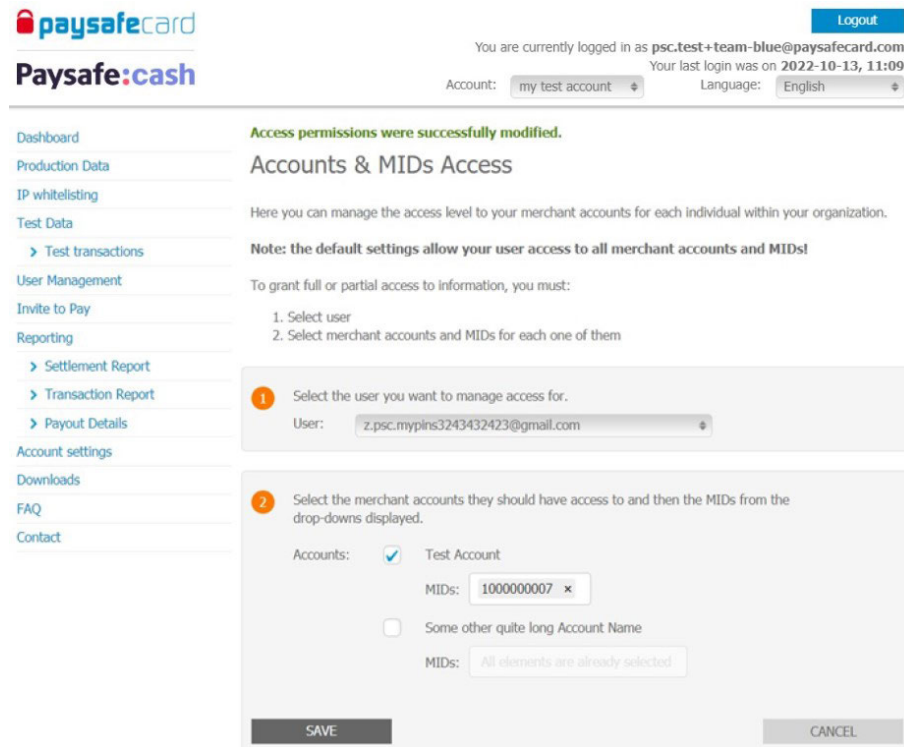 paysafecard
Logout
You are currently logged in as psc.test+team-blue@paysafecard.com
Your last login was on 2022-10-13, 11:09
Paysafe:cash
Account: my test account Language: English
Dashboard
Production Data
IP whitelisting
Test Data
Test transactions
User Management
Invite to Pay
Reporting
Settlement Report
Transaction Report
Payout Details
Account settings
Downloads
FAQ
Contact
Access permissions were successfully modified.
Accounts & MIDs Access
Here you can manage the access level to your merchant accounts for each individual within your organization.
Note: the default settings allow your user access to all merchant accounts and MIDs!
To grant full or partial access to information, you must:
1. Select user
2. Select merchant accounts and MIDs for each one of them
1 Select the user you want to manage access for.
User: z.psc.mypins3243432423@gmail.com
2 Select the merchant accounts they should have access to and then the MIDs from the
drop-downs displayed.
Accounts: Test Account
MIDs: 1000000007 ×
Some other quite long Account Name
MIDs: All elements are already selected
SAVE
CANCEL